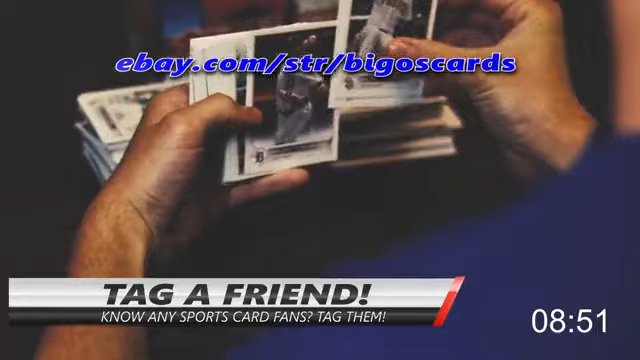 ebay.com/str/bigoscards
TAG A FRIEND!
KNOW ANY SPORTS CARD FANS? TAG THEM!
08:51